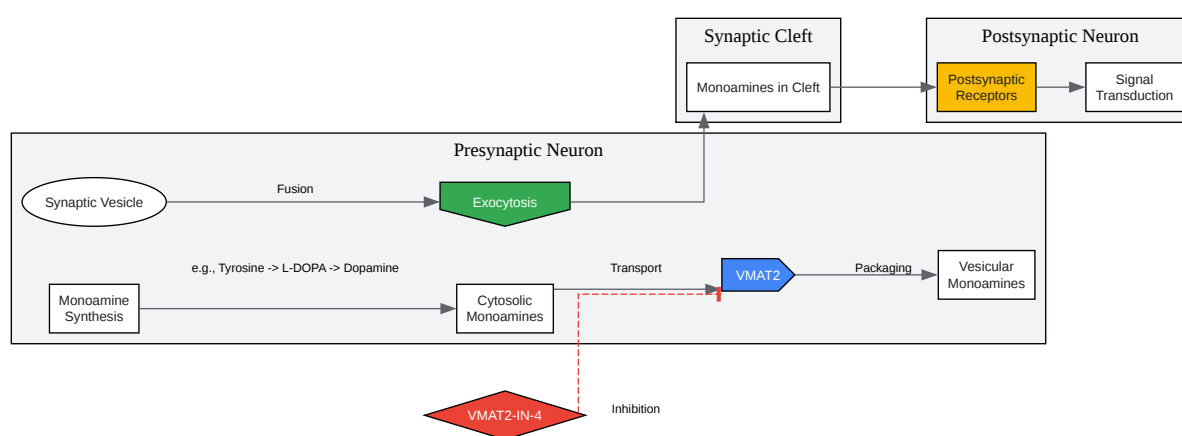 Synaptic Cleft
Monoamines in Cleft
Postsynaptic Neuron
Postsynaptic
Receptors
Signal
Transduction
Presynaptic Neuron
Synaptic Vesicle
Fusion
Exocytosis
e.g., Tyrosine -> L-DOPA -> Dopamine
Monoamine
Synthesis
Cytosolic
Monoamines
Transport
VMAT2
Packaging
Vesicular
Monoamines
VMAT2-IN-4
Inhibition